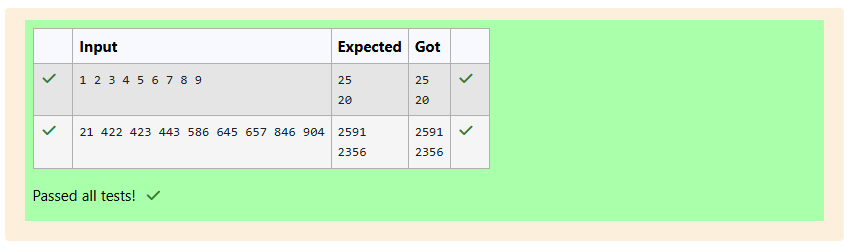 Input Expected Got
1 2 3 4 5 6 7 8 9 25 25
20 20
21 422 423 443 586 645 657 846 904 2591 2591
2356 2356
Passed all tests!